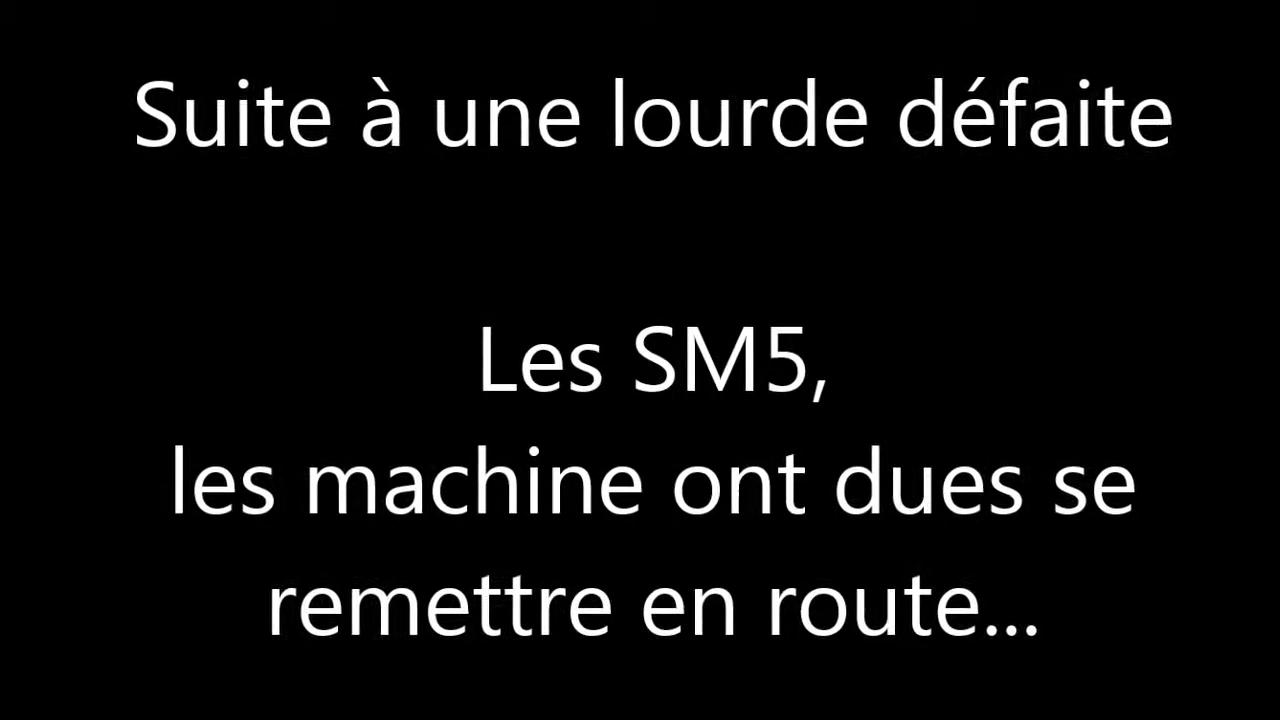 Suite à une lourde défaite
Les SM5,
les machine ont dues se
remettre en route...